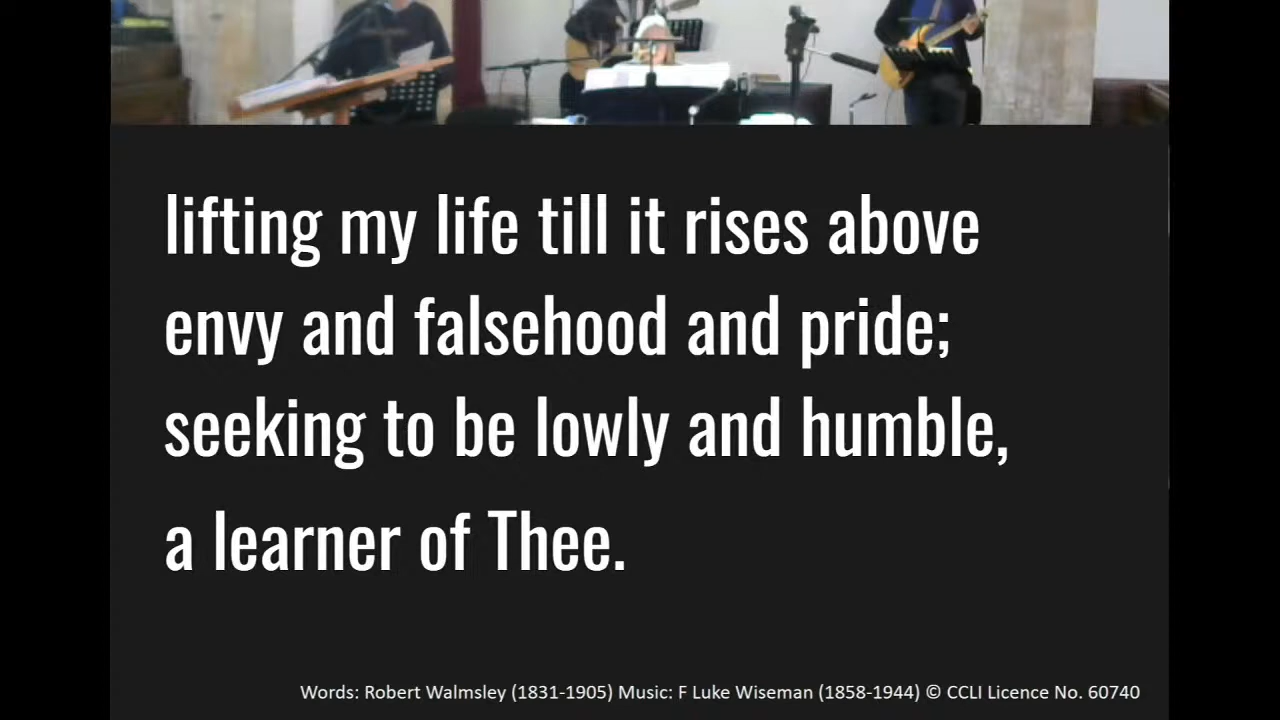 lifting my life till it rises above
envy and falsehood and pride;
seeking to be lowly and humble,
a learner of Thee.
Words: Robert Walmsley (1831-1905) Music: F Luke Wiseman (1858-1944) © CCLI Licence No. 60740